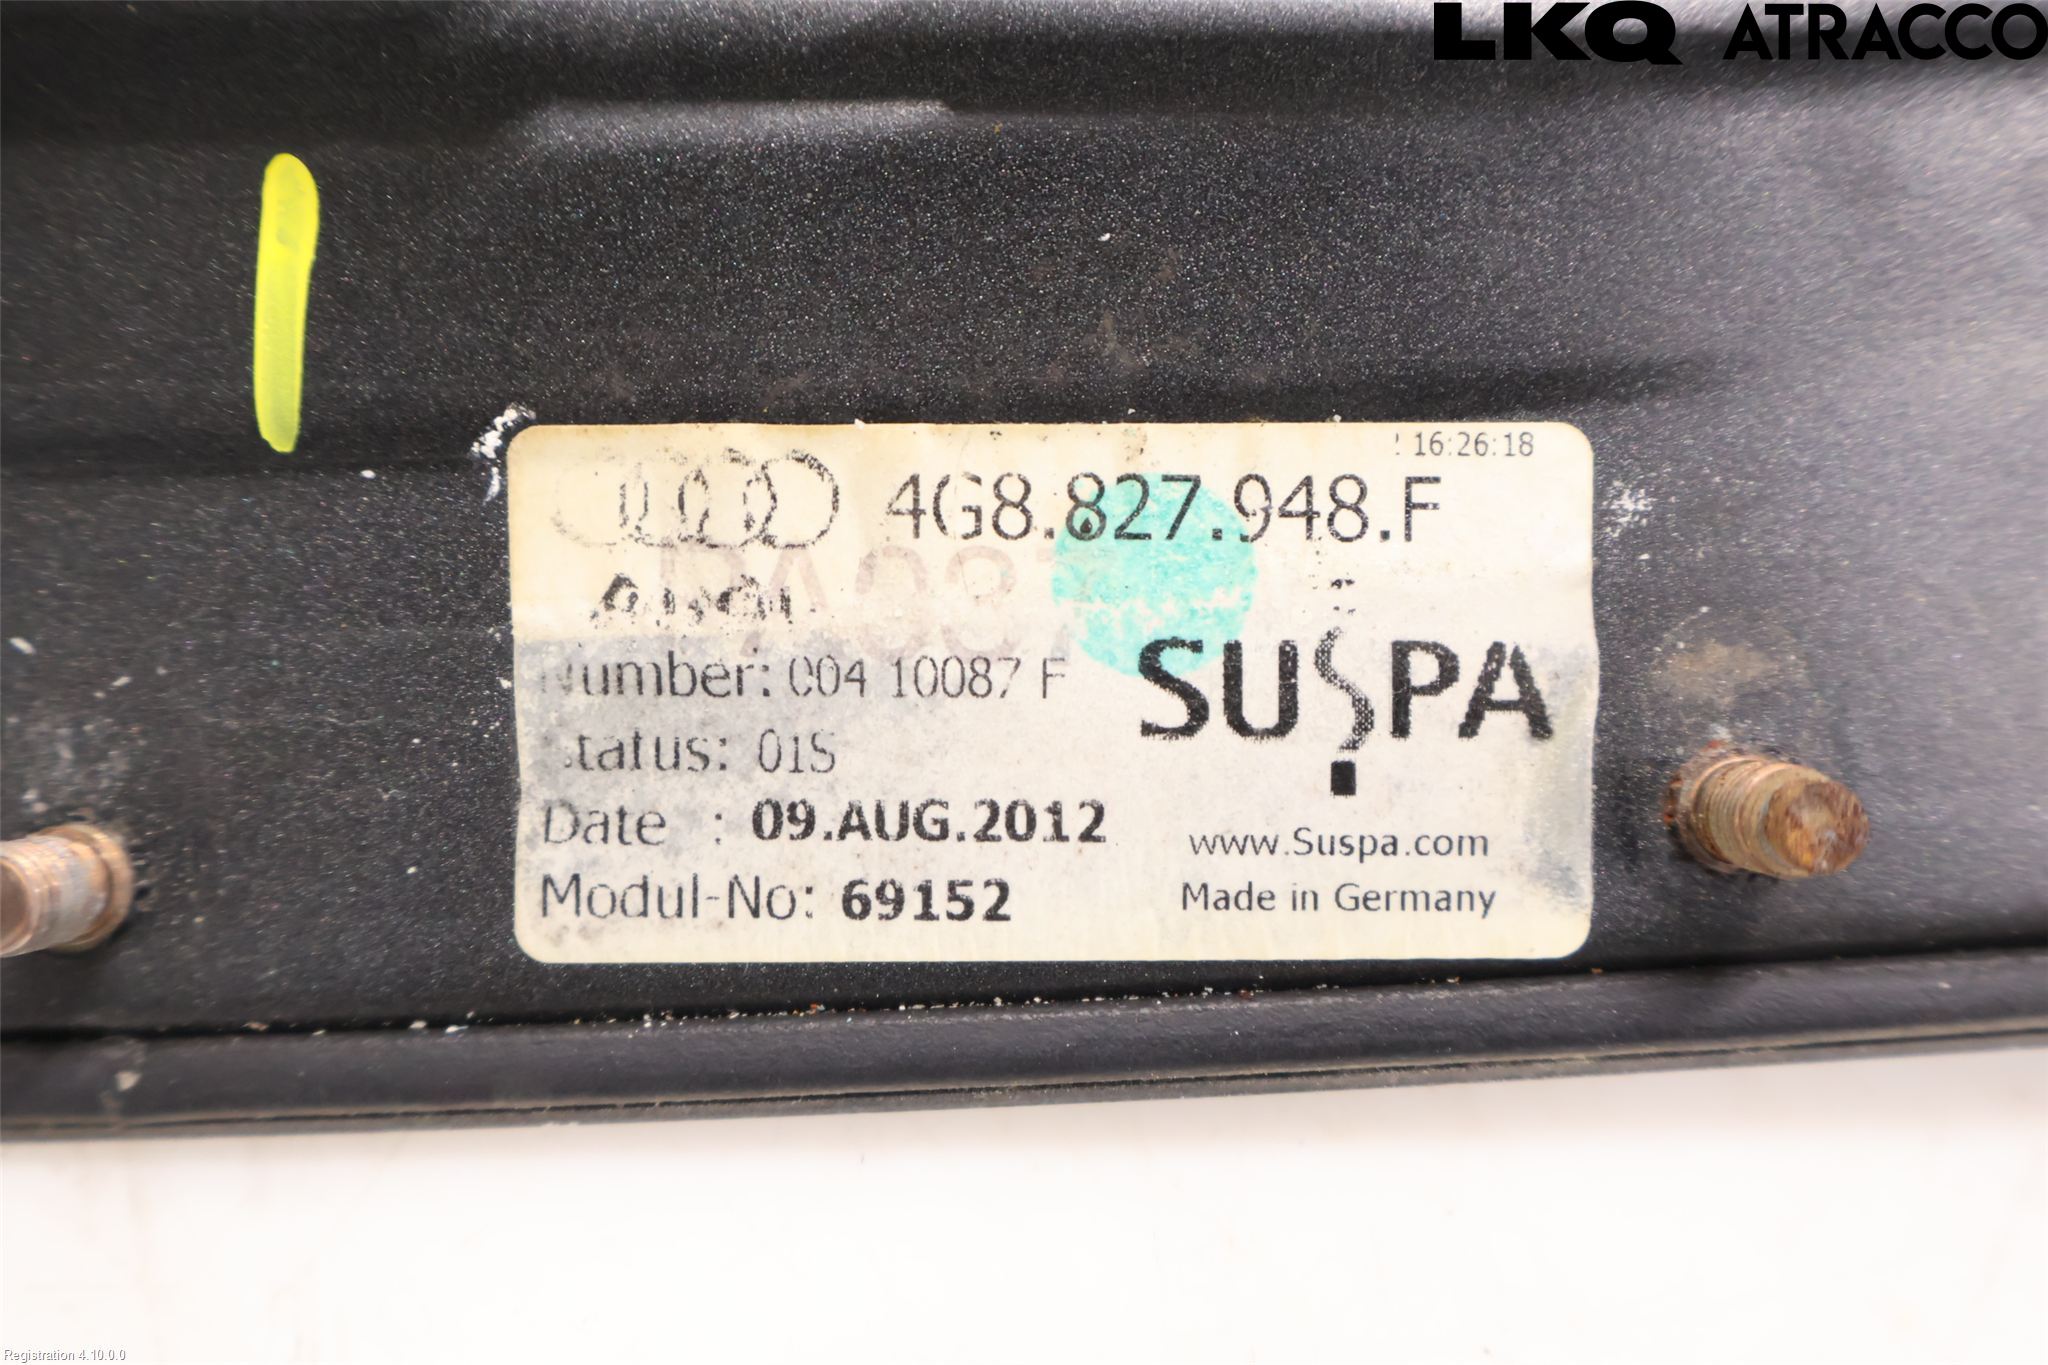 LKQ ATRACCO
16:26:18
4G8.827.948.F
Audi
Number: 004 10087 F
SUSPA
Status: 01S
Date : 09.AUG.2012
www.Suspa.com
Modul-No: 69152
Made in Germany
Registration 4.10.0.0